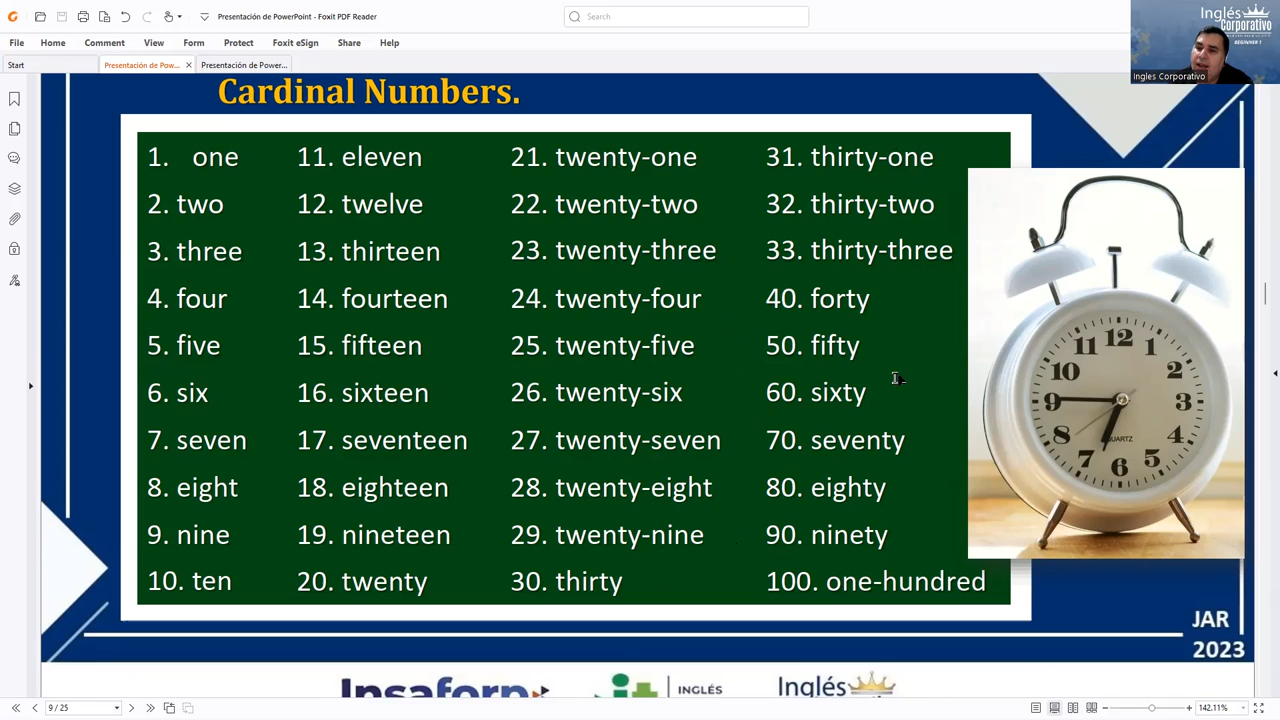 Presentación de PowerPoint - Foxit PDF Reader
Search
File Home Comment View Form Protect Foxit eSign Share Help
Start
Presentación de Pow...
Presentación de Power...
Inglés
Corporativo
BEGINNER 1
Ingles Corporativo
Cardinal Numbers.
1. one
2. two
3. three
4. four
5. five
6. six
7. seven
8. eight
9. nine
10. ten
11. eleven
12. twelve
13. thirteen
14. fourteen
15. fifteen
16. sixteen
17. seventeen
18. eighteen
19. nineteen
20. twenty
21. twenty-one
22. twenty-two
23. twenty-three
24. twenty-four
25. twenty-five
26. twenty-six
27. twenty-seven
28. twenty-eight
29. twenty-nine
30. thirty
31. thirty-one
32. thirty-two
33. thirty-three
40. forty
50. fifty
60. sixty
70. seventy
80. eighty
90. ninety
100. one-hundred
12
11 1
10 2
9 3
8 4
7 5
6
QUARTZ
JAR
2023
Insaforp
INGLÉS
Inglés
9 / 25
142.11%